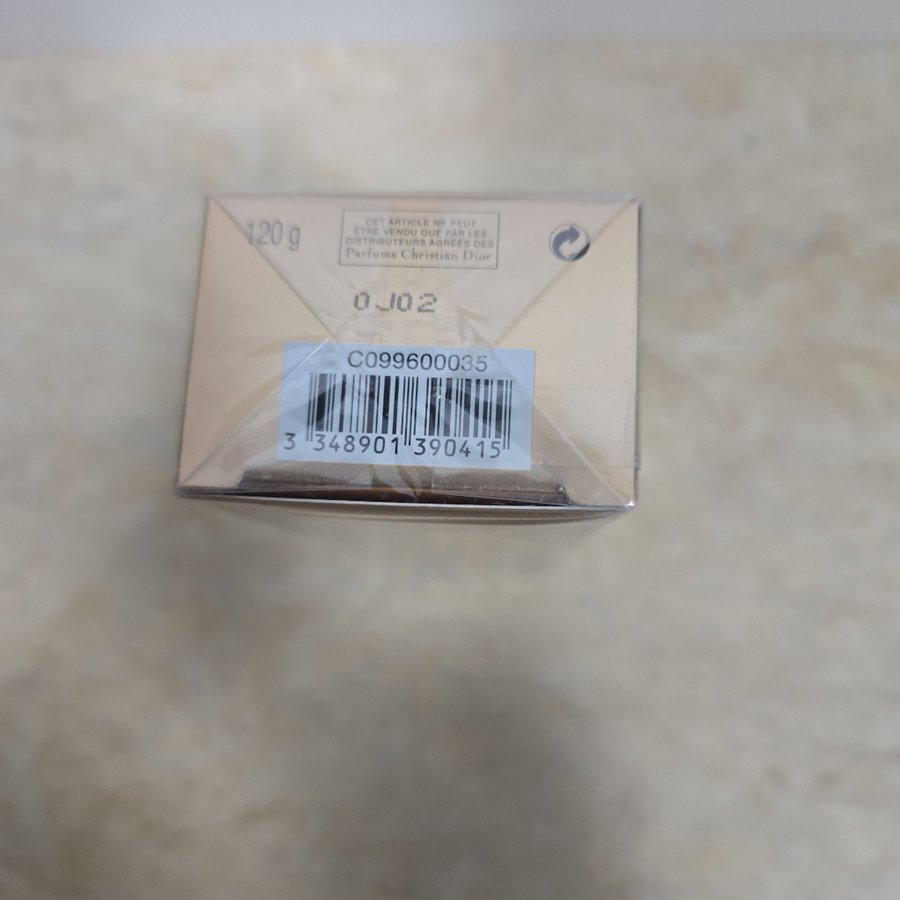 120 g
CET ARTICLE NE PEUT
ÊTRE VENDU QUE PAR LES
DISTRIBUTEURS AGRÉÉS DES
Parfums Christian Dior
0J02
C099600035
3 348901 390415